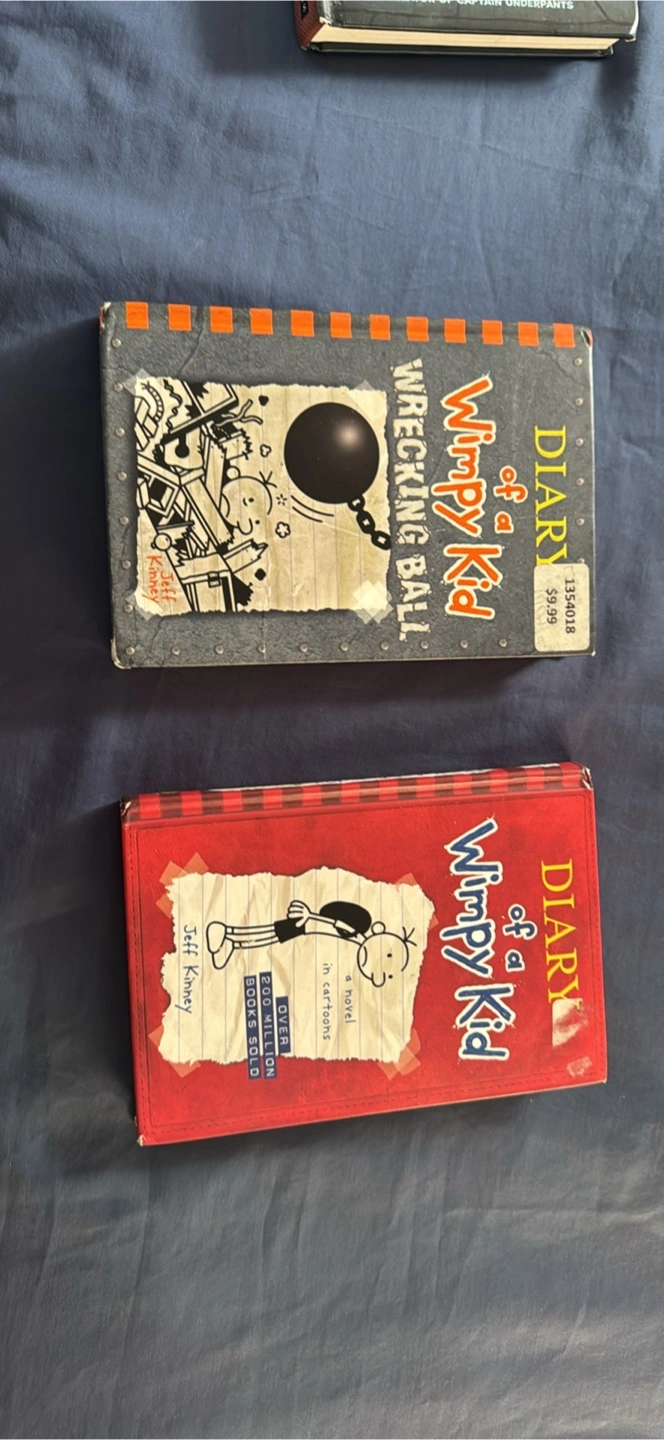 OF CAPTAIN UNDERPANTS
DIARY
of a
Wimpy Kid
WRECKING BALL
Jeff
Kinney
1354018
$9.99
DIARY
of a
Wimpy Kid
a novel
in cartoons
OVER
200 MILLION
BOOKS SOLD
Jeff Kinney